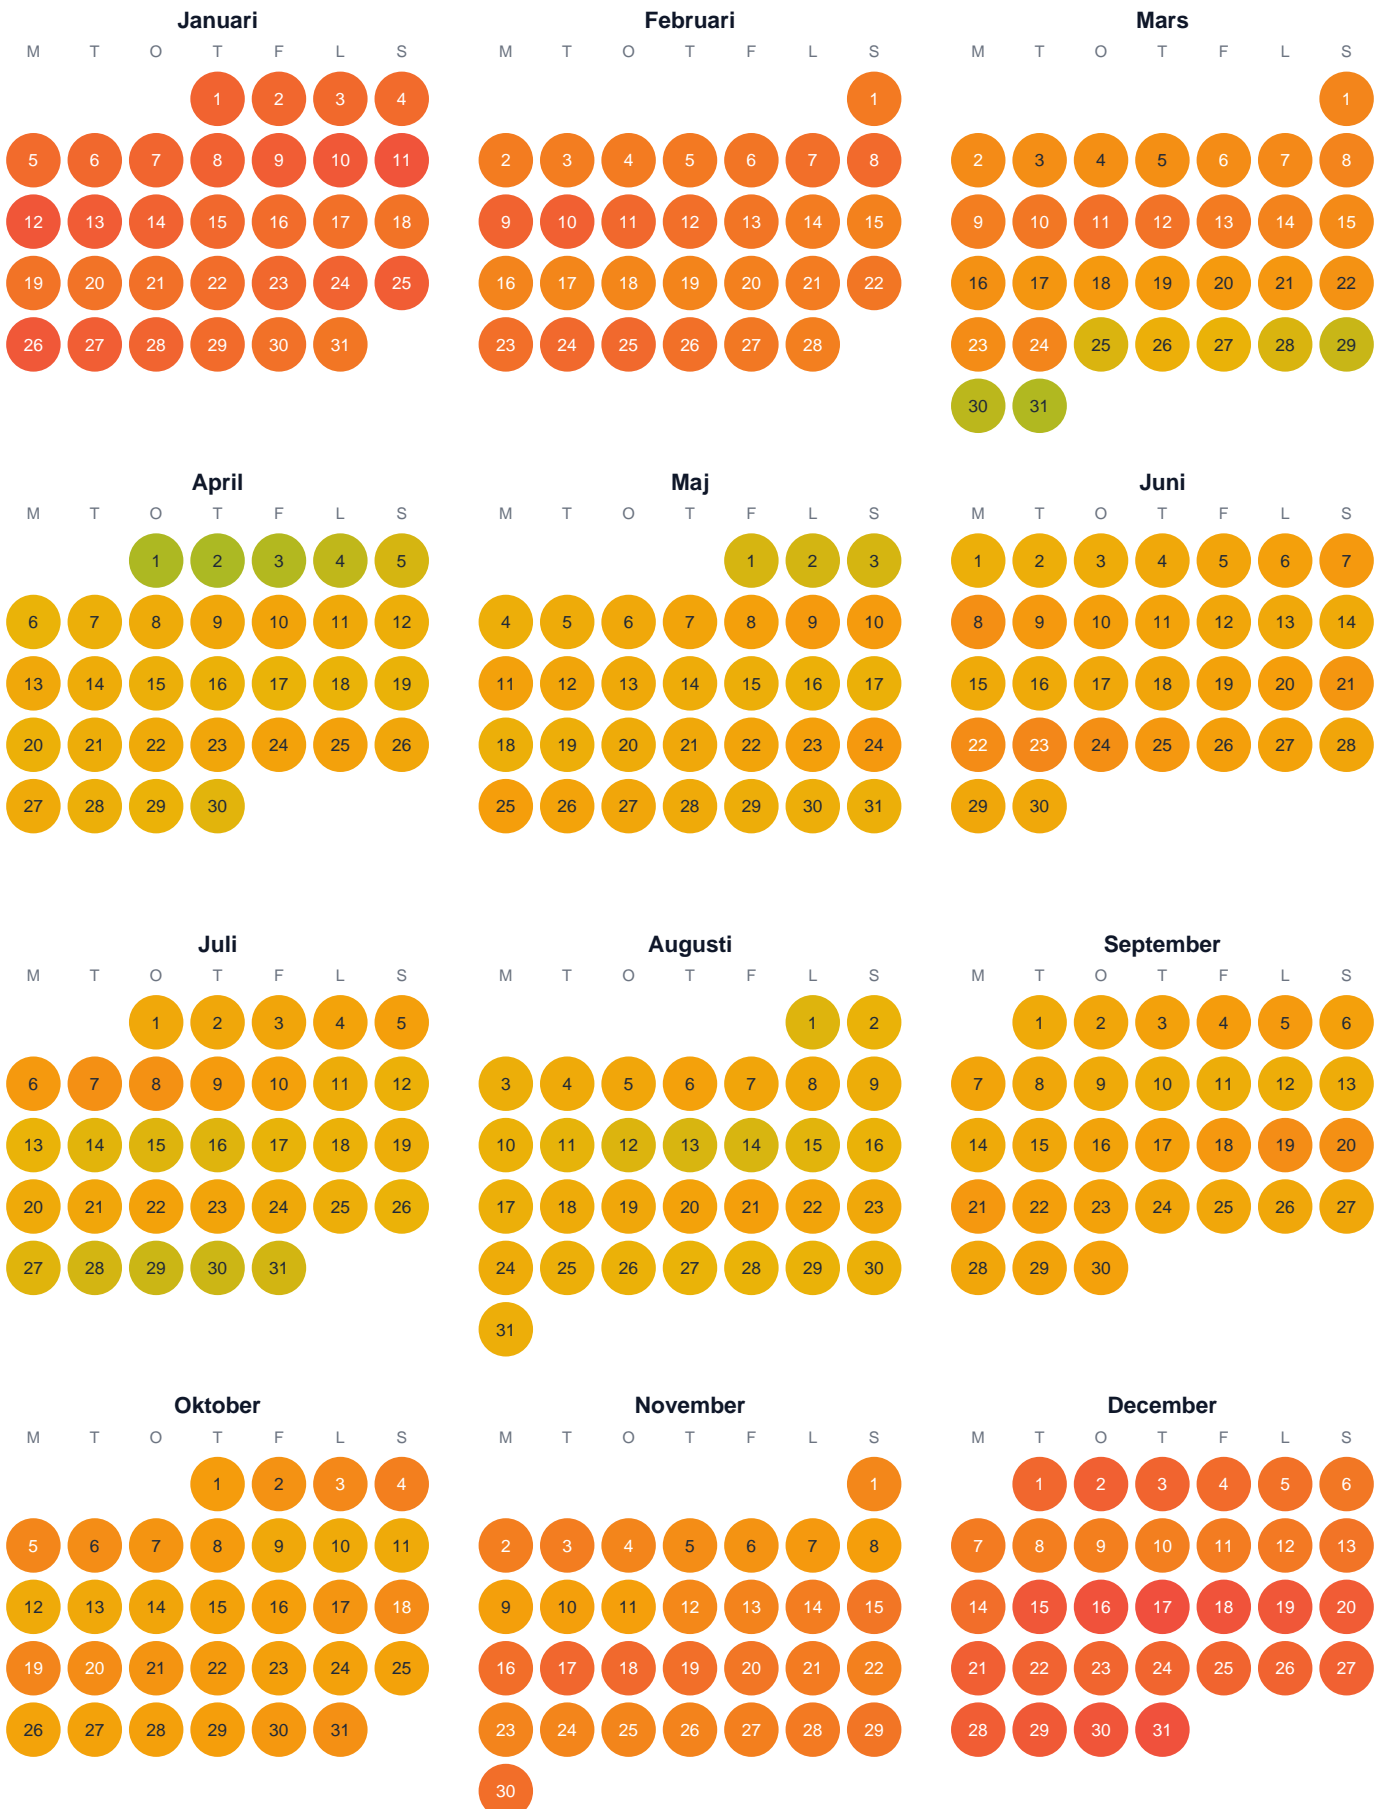 Januari Februari Mars
M T O T F L S M T O T F L S M T O T F L S
1 2 3 4 1 1
5 6 7 8 9 10 11 2 3 4 5 6 7 8 2 3 4 5 6 7 8
12 13 14 15 16 17 18 9 10 11 12 13 14 15 9 10 11 12 13 14 15
19 20 21 22 23 24 25 16 17 18 19 20 21 22 16 17 18 19 20 21 22
26 27 28 29 30 31 23 24 25 26 27 28 23 24 25 26 27 28 29
30 31
April Maj Juni
M T O T F L S M T O T F L S M T O T F L S
1 2 3 4 5 1 2 3 1 2 3 4 5 6 7
6 7 8 9 10 11 12 4 5 6 7 8 9 10 8 9 10 11 12 13 14
13 14 15 16 17 18 19 11 12 13 14 15 16 17 15 16 17 18 19 20 21
20 21 22 23 24 25 26 18 19 20 21 22 23 24 22 23 24 25 26 27 28
27 28 29 30 25 26 27 28 29 30 31 29 30
Juli Augusti September
M T O T F L S M T O T F L S M T O T F L S
1 2 3 4 5 1 2 1 2 3 4 5 6
6 7 8 9 10 11 12 3 4 5 6 7 8 9 7 8 9 10 11 12 13
13 14 15 16 17 18 19 10 11 12 13 14 15 16 14 15 16 17 18 19 20
20 21 22 23 24 25 26 17 18 19 20 21 22 23 21 22 23 24 25 26 27
27 28 29 30 31 24 25 26 27 28 29 30 28 29 30
31
Oktober November December
M T O T F L S M T O T F L S M T O T F L S
1 2 3 4 1 1 2 3 4 5 6
5 6 7 8 9 10 11 2 3 4 5 6 7 8 7 8 9 10 11 12 13
12 13 14 15 16 17 18 9 10 11 12 13 14 15 14 15 16 17 18 19 20
19 20 21 22 23 24 25 16 17 18 19 20 21 22 21 22 23 24 25 26 27
26 27 28 29 30 31 23 24 25 26 27 28 29 28 29 30 31
30